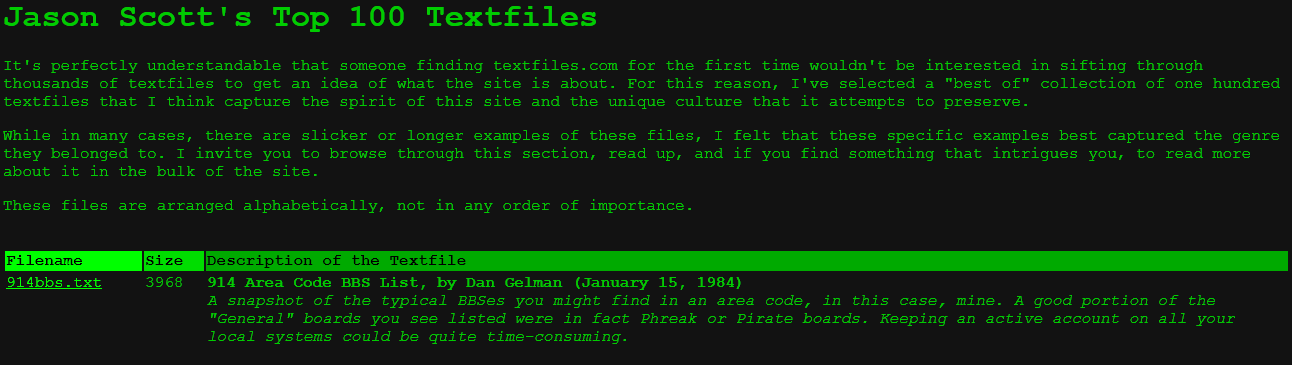 Jason Scott's Top 100 Textfiles
It's perfectly understandable that someone finding textfiles.com for the first time wouldn't be interested in sifting through
thousands of textfiles to get an idea of what the site is about. For this reason, I've selected a "best of" collection of one hundred
textfiles that I think capture the spirit of this site and the unique culture that it attempts to preserve.
While in many cases, there are slicker or longer examples of these files, I felt that these specific examples best captured the genre
they belonged to. I invite you to browse through this section, read up, and if you find something that intrigues you, to read more
about it in the bulk of the site.
These files are arranged alphabetically, not in any order of importance.
Filename Size Description of the Textfile
914bbs.txt 3968 914 Area Code BBS List, by Dan Gelman (January 15, 1984)
A snapshot of the typical BBSes you might find in an area code, in this case, mine. A good portion of the
"General" boards you see listed were in fact Phreak or Pirate boards. Keeping an active account on all your
local systems could be quite time-consuming.